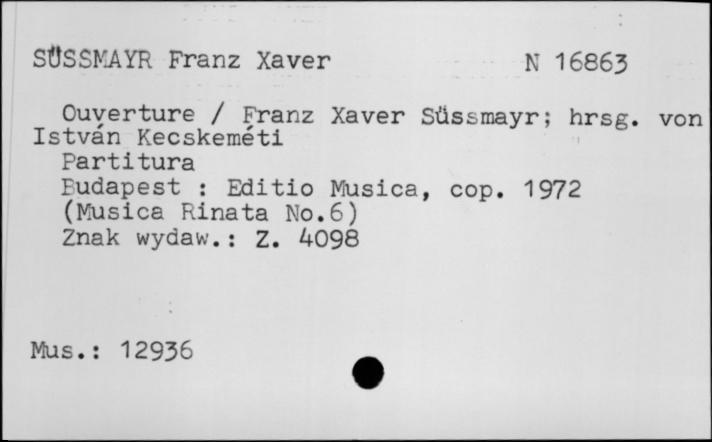 SÜSSMAYR Franz Xaver N 16863
Ouverture / Franz Xaver Süssmayr; hrsg. von
István Kecskeméti
Partitura
Budapest : Editio Musica, cop. 1972
(Musica Rinata No.6)
Znak wydaw.: Z. 4098
Mus.: 12936